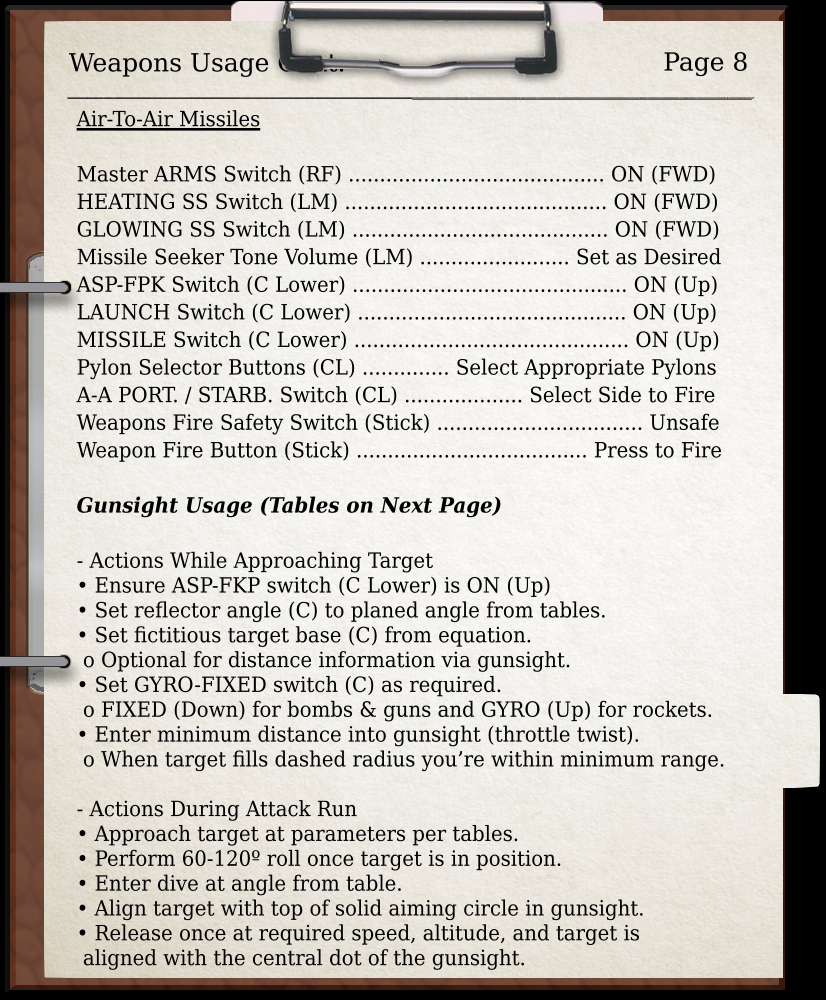 Weapons Usage
Page 8
Air-To-Air Missiles
Master ARMS Switch (RF) ......................................... ON (FWD)
HEATING SS Switch (LM) .......................................... ON (FWD)
GLOWING SS Switch (LM) .......................................... ON (FWD)
Missile Seeker Tone Volume (LM) ........................ Set as Desired
ASP-FPK Switch (C Lower) ............................................ ON (Up)
LAUNCH Switch (C Lower) ........................................... ON (Up)
MISSILE Switch (C Lower) ............................................ ON (Up)
Pylon Selector Buttons (CL) .............. Select Appropriate Pylons
A-A PORT. / STARB. Switch (CL) ................... Select Side to Fire
Weapons Fire Safety Switch (Stick) ................................. Unsafe
Weapon Fire Button (Stick) ..................................... Press to Fire
Gunsight Usage (Tables on Next Page)
- Actions While Approaching Target
• Ensure ASP-FKP switch (C Lower) is ON (Up)
• Set reflector angle (C) to planed angle from tables.
• Set fictitious target base (C) from equation.
o Optional for distance information via gunsight.
• Set GYRO-FIXED switch (C) as required.
o FIXED (Down) for bombs & guns and GYRO (Up) for rockets.
• Enter minimum distance into gunsight (throttle twist).
o When target fills dashed radius you’re within minimum range.
- Actions During Attack Run
• Approach target at parameters per tables.
• Perform 60-120º roll once target is in position.
• Enter dive at angle from table.
• Align target with top of solid aiming circle in gunsight.
• Release once at required speed, altitude, and target is
aligned with the central dot of the gunsight.